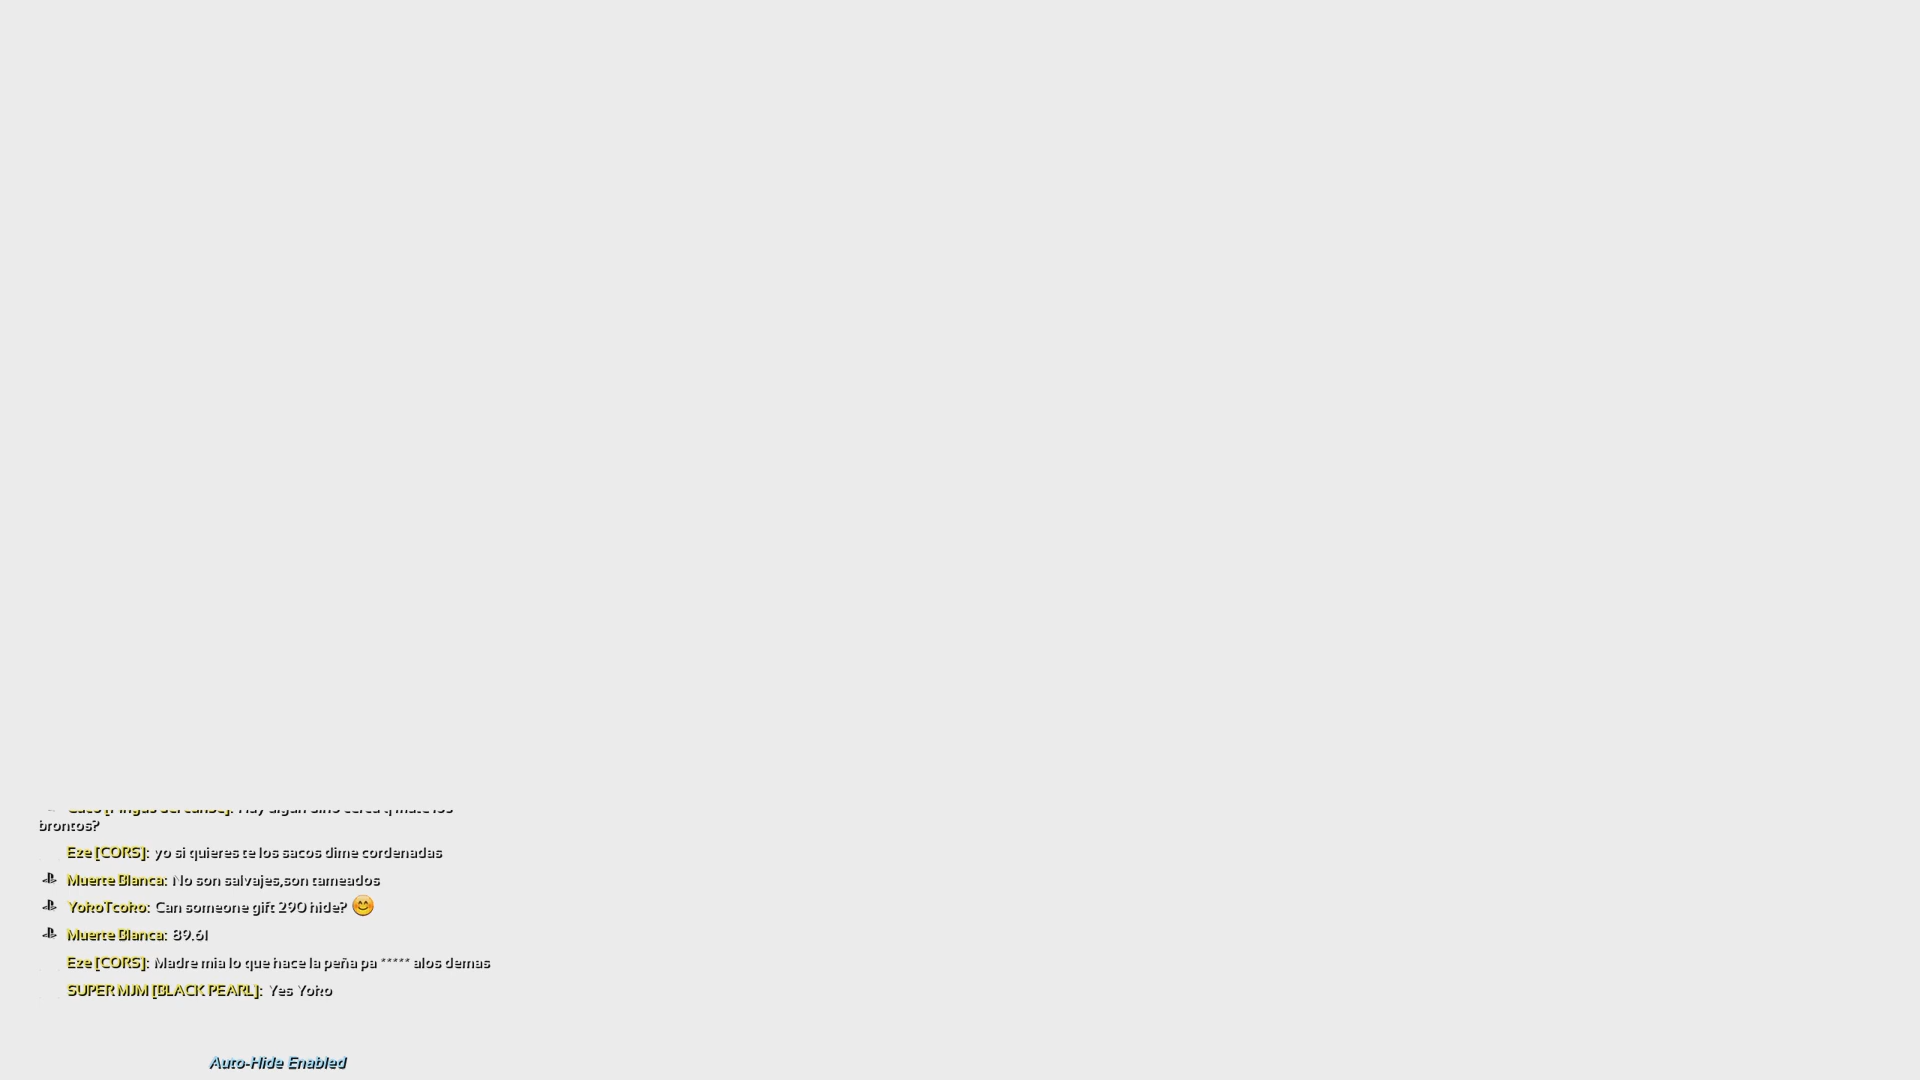 brontos?
Eze [CORS]: yo si quieres te los sacos dime cordenadas
Muerte Blanca: No son salvajes,son tameados
YokoTcoko: Can someone gift 290 hide? 😊
Muerte Blanca: 89.61
Eze [CORS]: Madre mia lo que hace la peña pa ***** alos demas
SUPER MJM [BLACK PEARL]: Yes Yoko
Auto-Hide Enabled